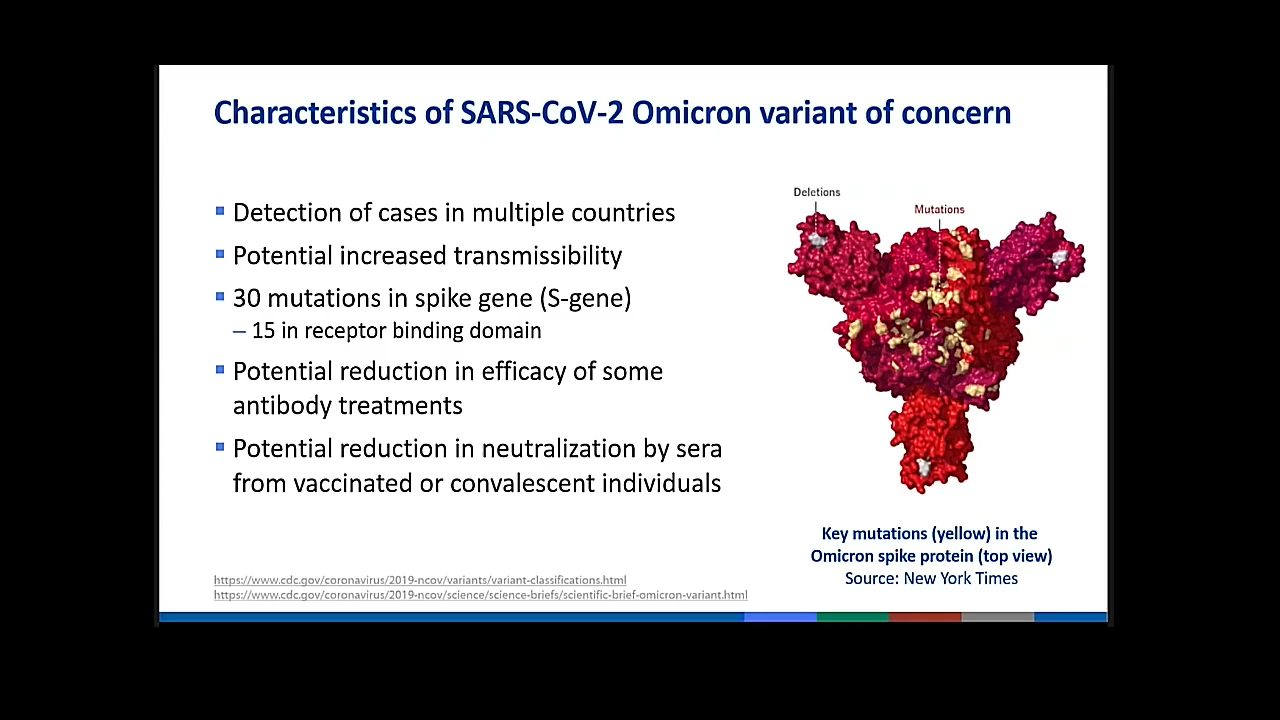 Characteristics of SARS-CoV-2 Omicron variant of concern
▪ Detection of cases in multiple countries
▪ Potential increased transmissibility
▪ 30 mutations in spike gene (S-gene)
– 15 in receptor binding domain
▪ Potential reduction in efficacy of some
antibody treatments
▪ Potential reduction in neutralization by sera
from vaccinated or convalescent individuals
Deletions
Mutations
Key mutations (yellow) in the
Omicron spike protein (top view)
Source: New York Times
https://www.cdc.gov/coronavirus/2019-ncov/variants/variant-classifications.html
https://www.cdc.gov/coronavirus/2019-ncov/science/science-briefs/scientific-brief-omicron-variant.html